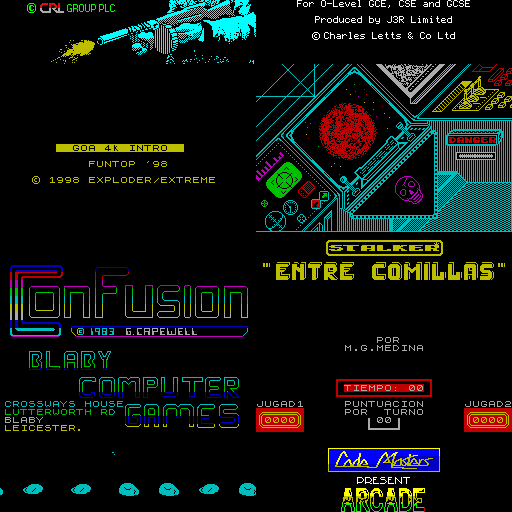 © CRL GROUP PLC
For O-Level GCE, CSE and GCSE
Produced by J3R Limited
© Charles Letts & Co Ltd
GOA 4K INTRO
FUNTOP '98
© 1998 EXPLODER/EXTREME
DANGER
STALKER
"ENTRE COMILLAS"
POR
M.G.MEDINA
TIEMPO: 00
JUGAD1
PUNTUACION
POR TURNO
JUGAD2
0000
00
0000
Confusion
© 1983 G.CAPEWELL
BLABY
COMPUTER
GAMES
CROSSWAYS HOUSE
LUTTERWORTH RD
BLABY
LEICESTER.
Coda Masters
PRESENT
ARCADE